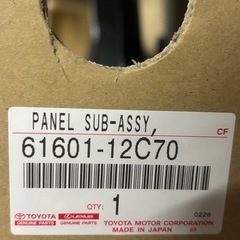 PANEL SUB-ASSY,
CF
61601-12C70
QTY:
1
0226
TOYOTA
GENUINE PARTS
LEXUS
GENUINE PARTS
TOYOTA MOTOR CORPORATION
MADE IN JAPAN